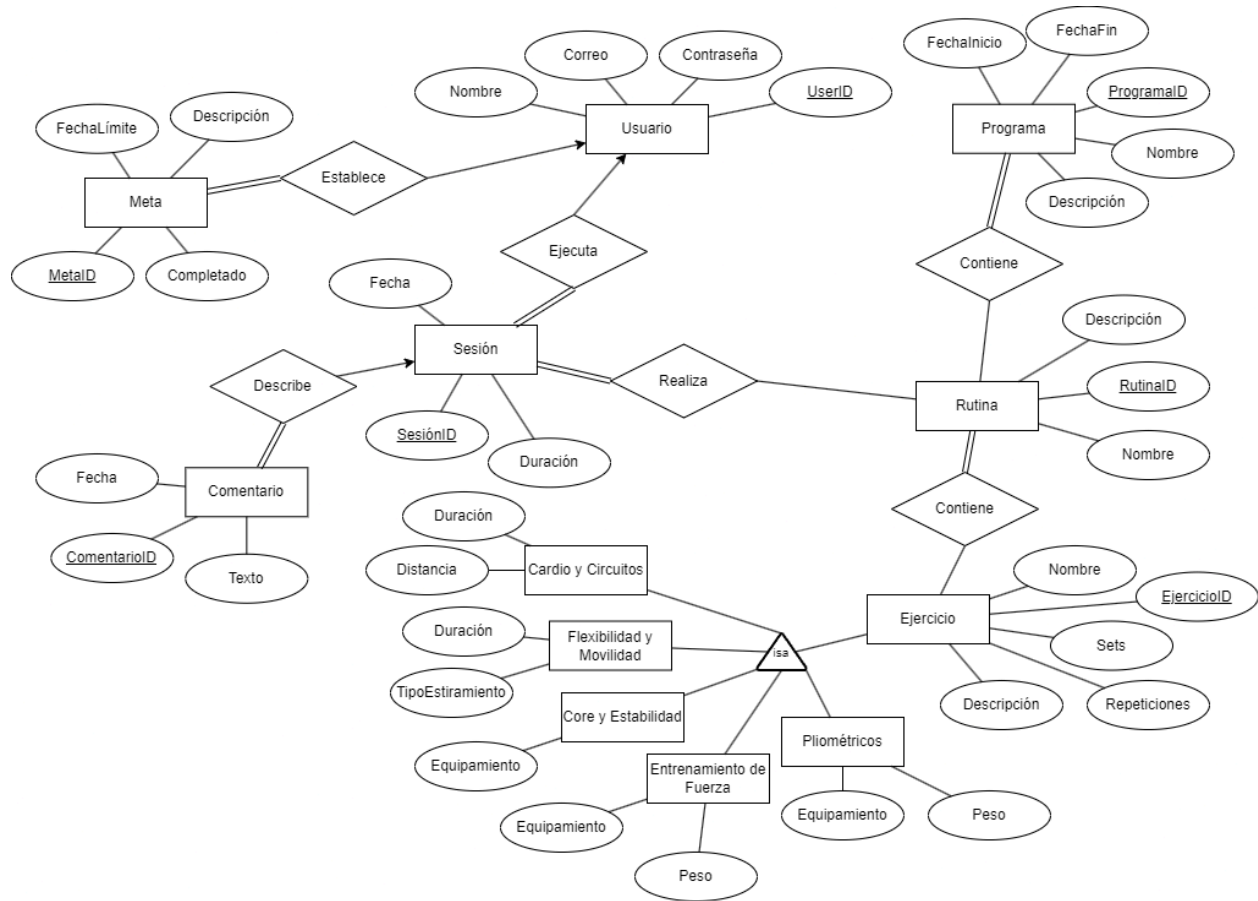 Correo
Contraseña
FechaInicio
FechaFin
Nombre
UserID
ProgramaID
Usuario
Programa
FechaLímite
Descripción
Nombre
Establece
Meta
Descripción
MetaID
Completado
Ejecuta
Contiene
Fecha
Descripción
Sesión
Describe
Realiza
RutinaID
Rutina
SesiónID
Nombre
Duración
Fecha
Comentario
Contiene
Duración
ComentarioID
Texto
Distancia
Cardio y Circuitos
Nombre
EjercicioID
Ejercicio
Duración
Flexibilidad y
Movilidad
isa
Sets
TipoEstiramiento
Core y Estabilidad
Descripción
Repeticiones
Pliométricos
Equipamiento
Entrenamiento de
Fuerza
Equipamiento
Equipamiento
Peso
Peso